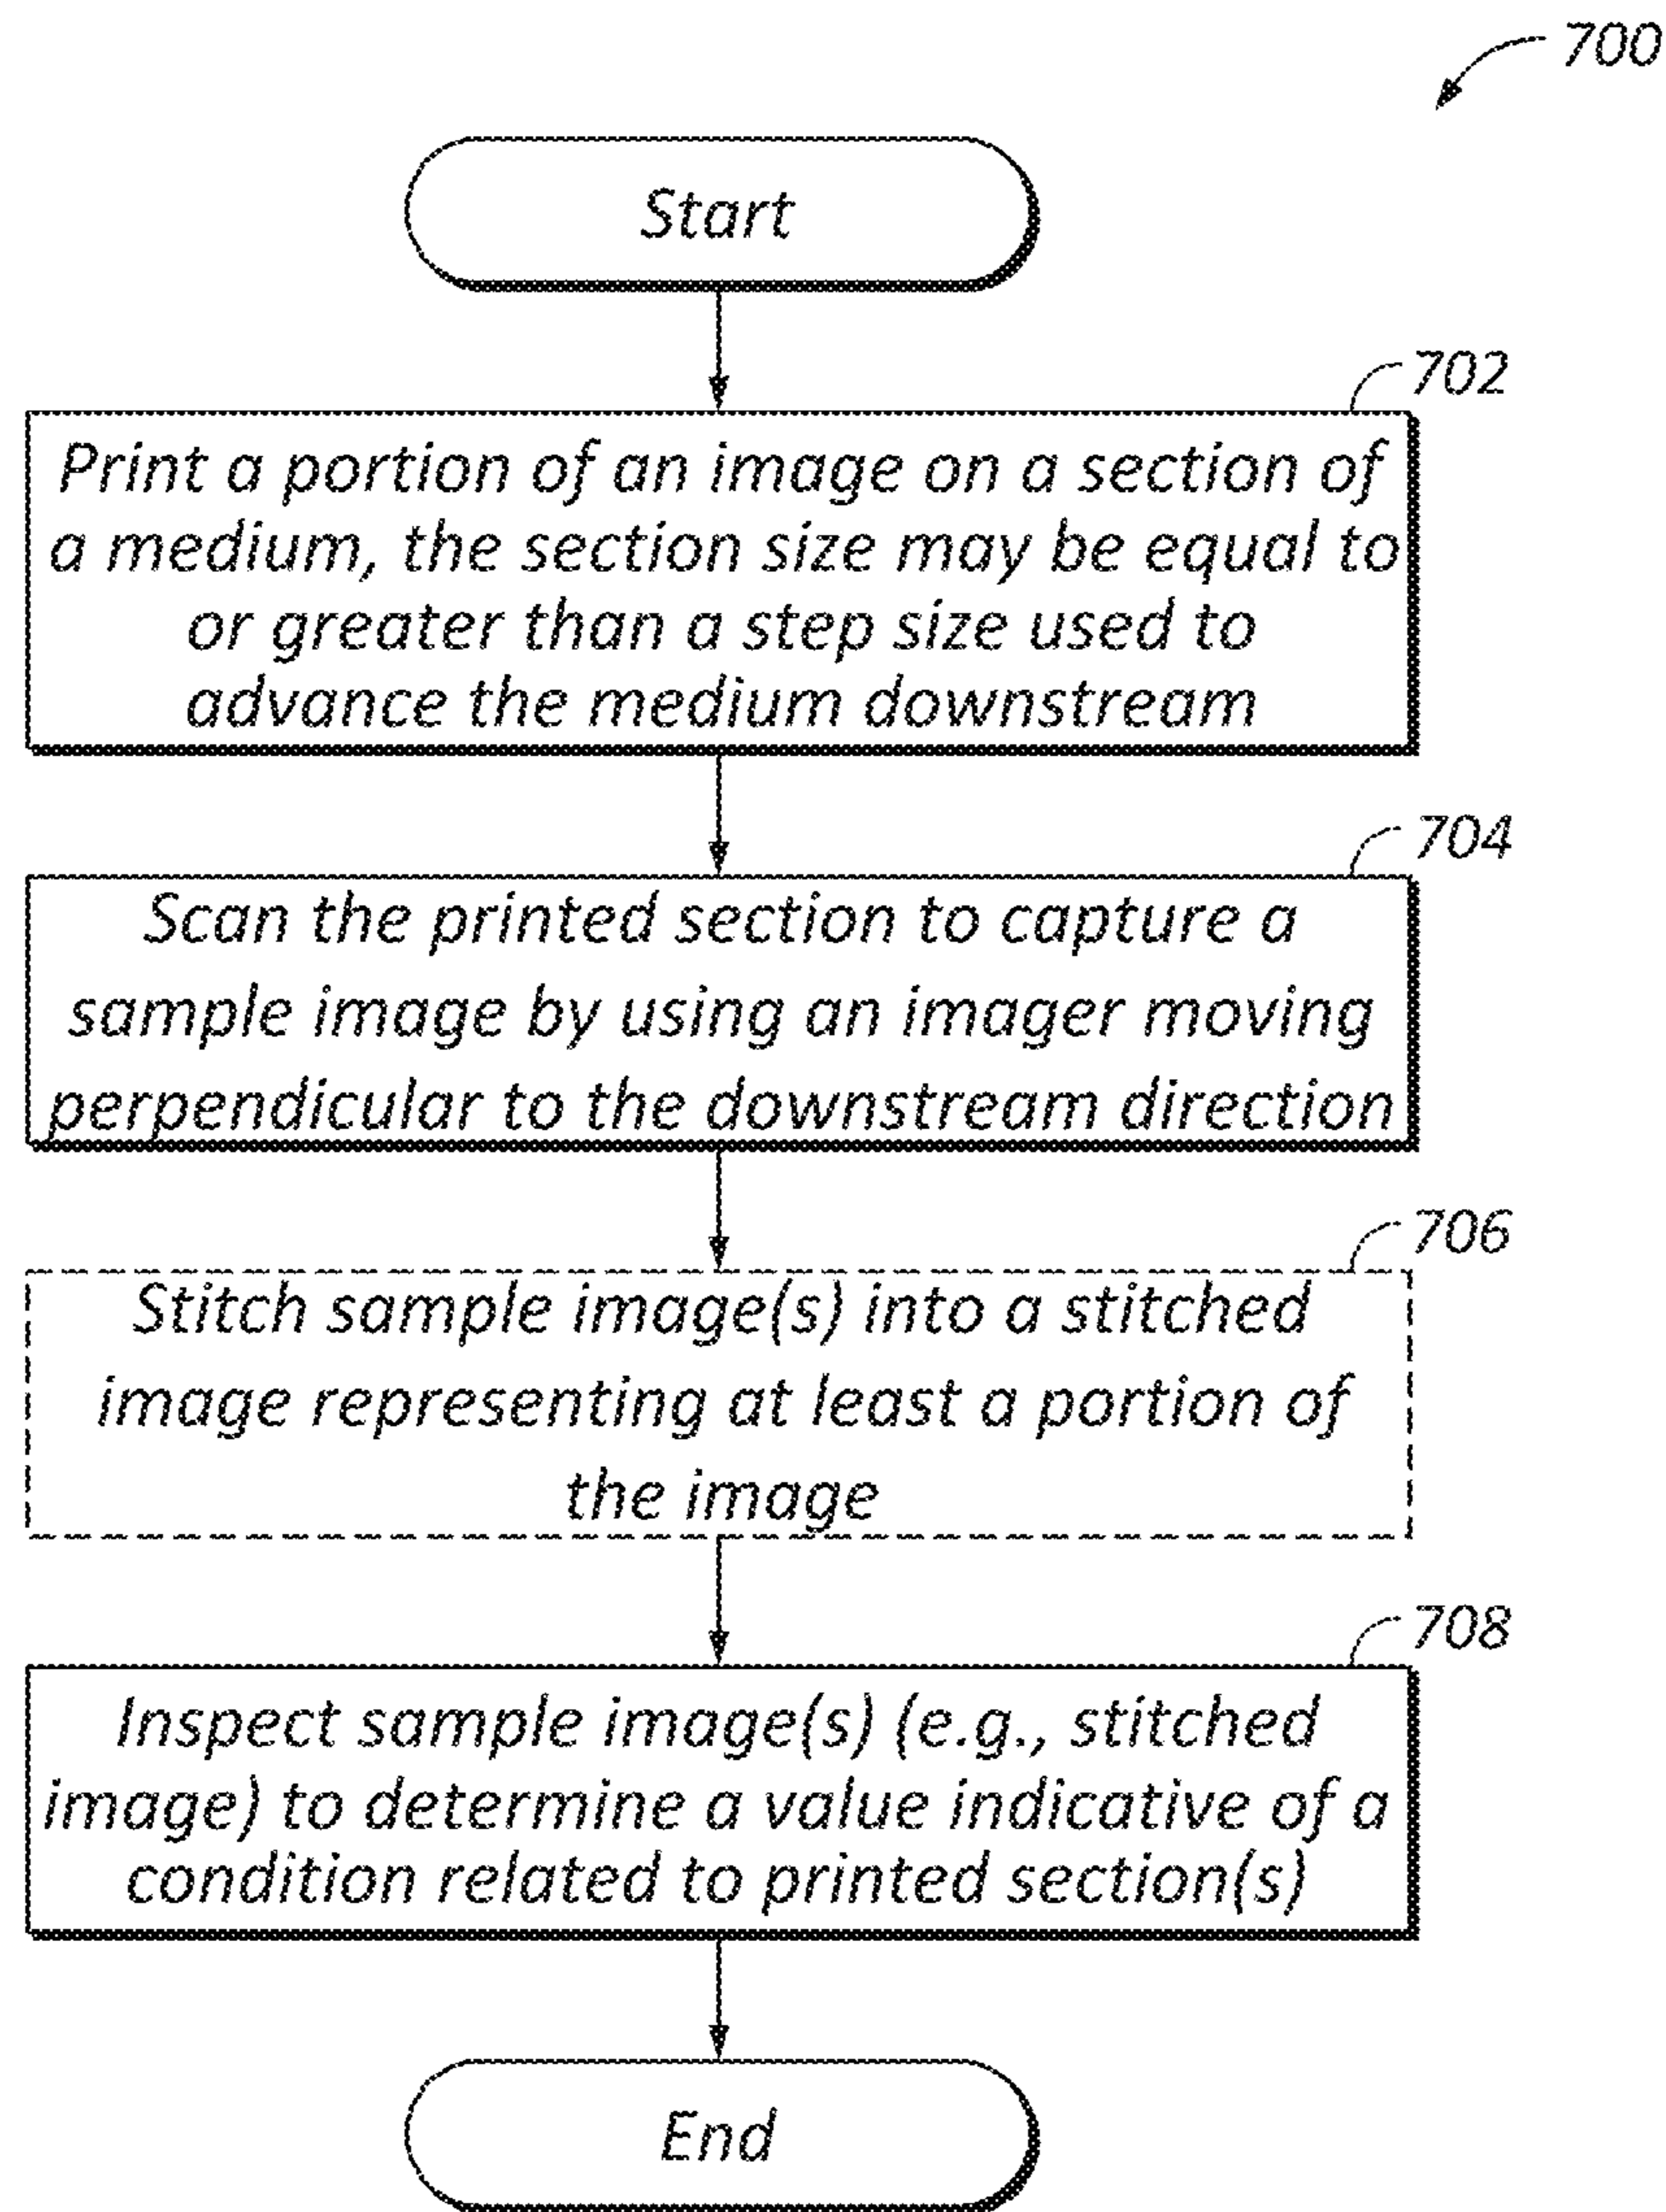 700
Start
702
Print a portion of an image on a section of
a medium, the section size may be equal to
or greater than a step size used to
advance the medium downstream
704
Scan the printed section to capture a
sample image by using an imager moving
perpendicular to the downstream direction
706
Stitch sample image(s) into a stitched
image representing at least a portion of
the image
708
Inspect sample image(s) (e.g., stitched
image) to determine a value indicative of a
condition related to printed section(s)
End